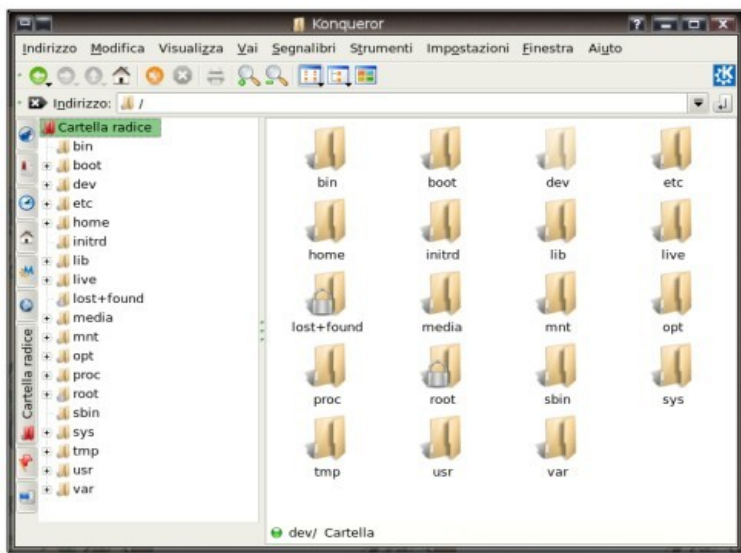 Konqueror
Indirizzo Modifica Visualizza Vai Segnalibri Strumenti Impostazioni Finestra Aiuto
Indirizzo: /
Cartella radice
bin
boot
dev
etc
home
initrd
lib
live
lost+found
media
mnt
opt
proc
root
sbin
sys
tmp
usr
var
Cartella radice
bin boot dev etc
home initrd lib live
lost+found media mnt opt
proc root sbin sys
tmp usr var
dev/ Cartella